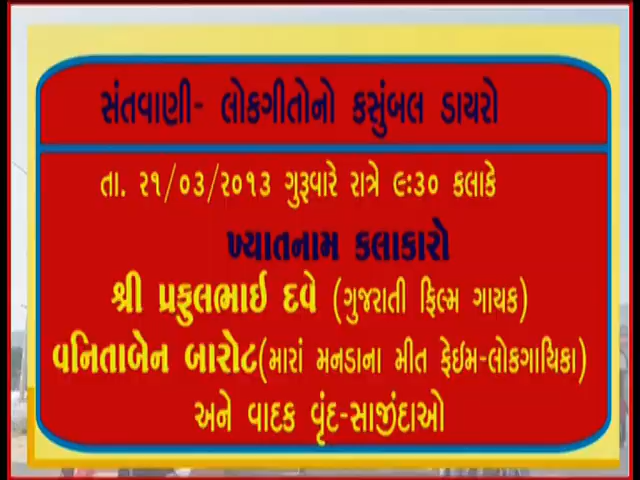 સંતવાણી- લોકગીતોનો કસુંબલ ડાયરો
તા. ૨૧/૦૩/૨૦૧૩ ગુરૂવારે રાત્રે ૯:૩૦ કલાકે
ખ્યાતનામ કલાકારો
શ્રી પ્રફુલભાઇ દવે (ગુજરાતી ફિલ્મ ગાયક)
વનિતાબેન બારોટ(મારાં મનડાના મીત ફેઇમ-લોકગાયિકા)
અને વાદક વૃંદ-સાજીંદાઓ